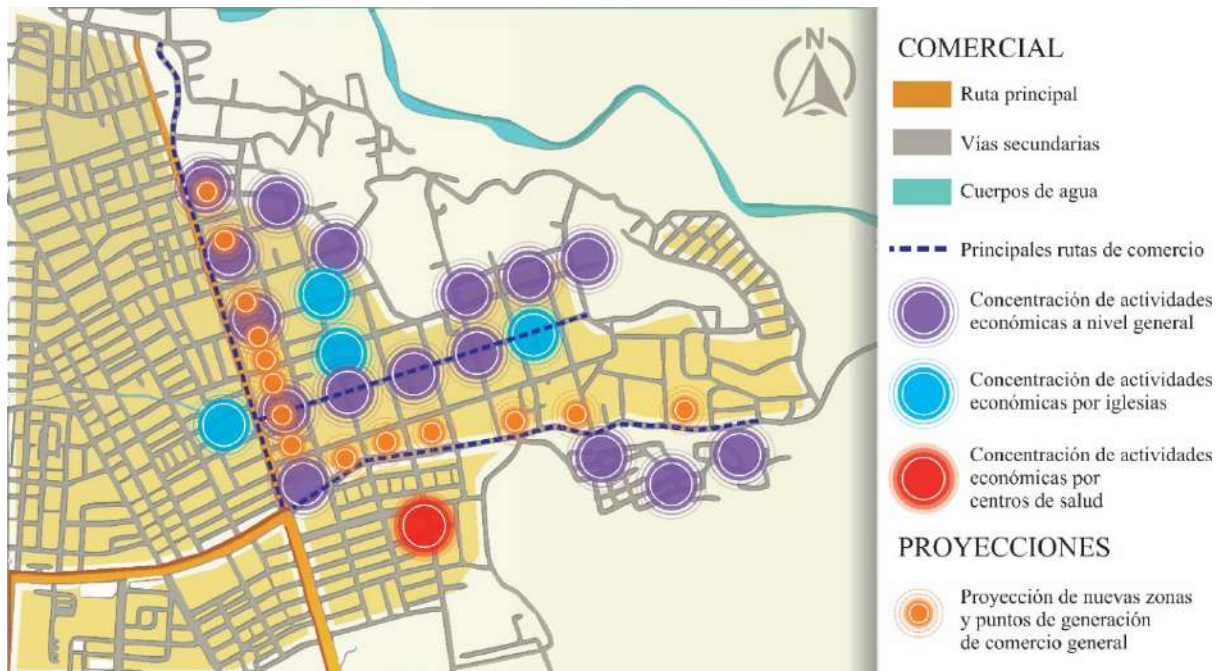 N
COMERCIAL
Ruta principal
Vías secundarias
Cuerpos de agua
Principales rutas de comercio
Concentración de actividades
económicas a nivel general
Concentración de actividades
económicas por iglesias
Concentración de actividades
económicas por
centros de salud
PROYECCIONES
Proyección de nuevas zonas
y puntos de generación
de comercio general